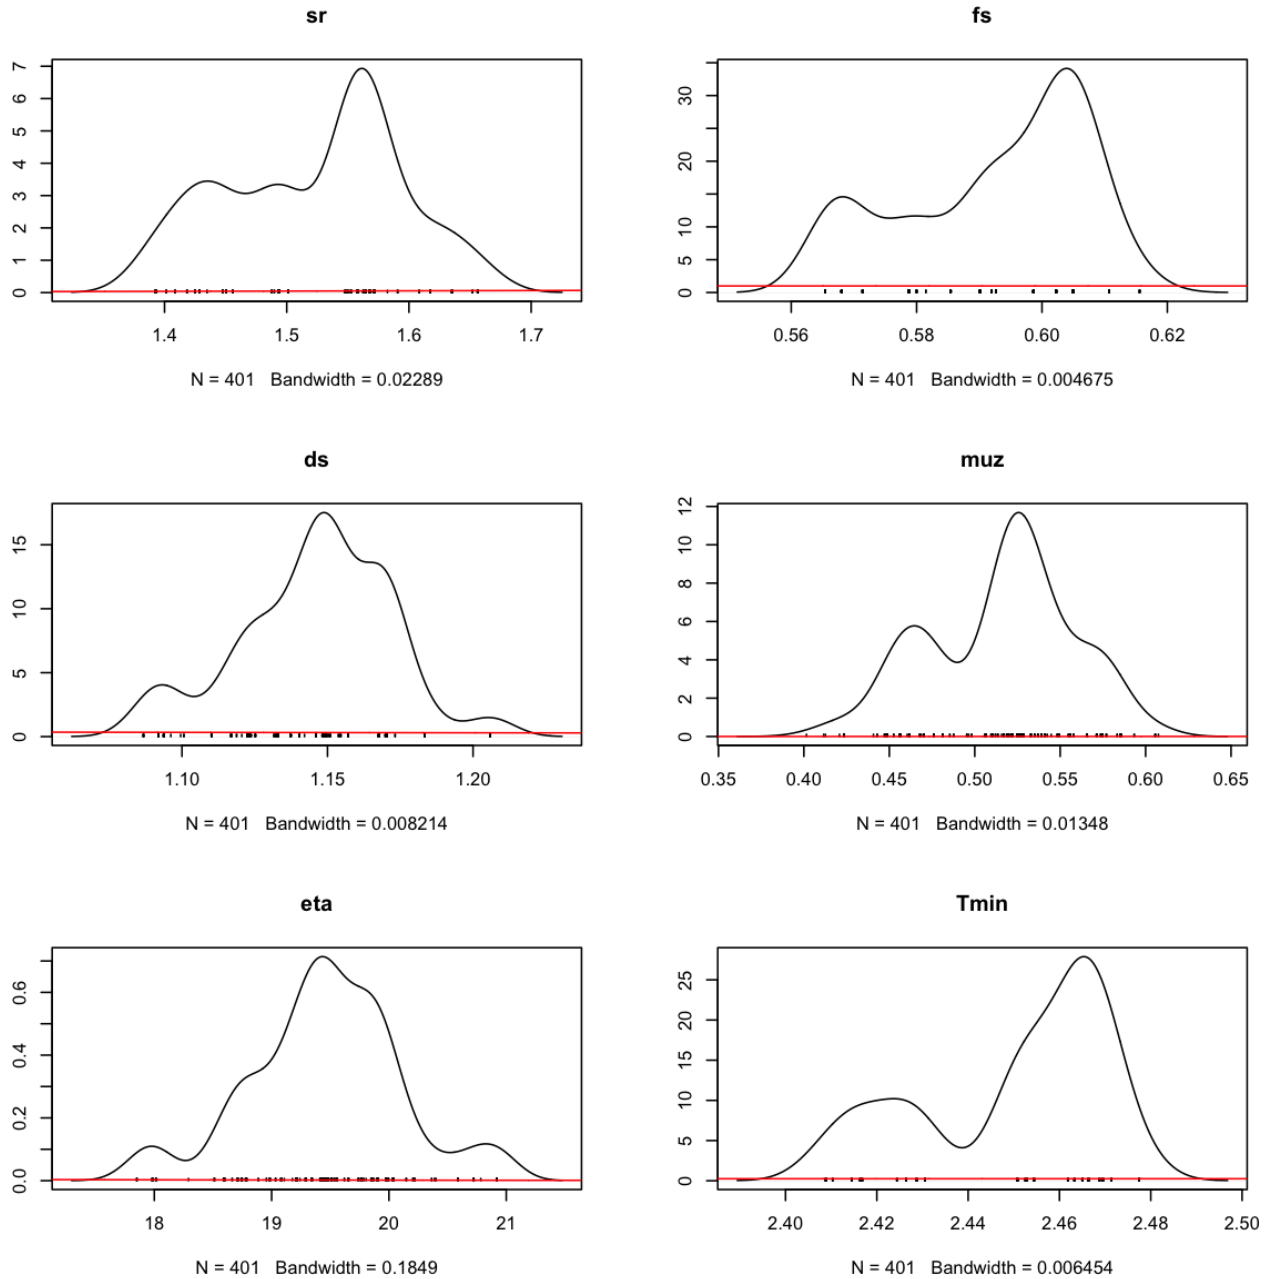 sr
7
6
5
4
3
2
1
0
1.4 1.5 1.6 1.7
N = 401 Bandwidth = 0.02289
fs
30
20
10
5
0
0.56 0.58 0.60 0.62
N = 401 Bandwidth = 0.004675
ds
15
10
5
0
1.10 1.15 1.20
N = 401 Bandwidth = 0.008214
muz
12
10
8
6
4
2
0
0.35 0.40 0.45 0.50 0.55 0.60 0.65
N = 401 Bandwidth = 0.01348
eta
0.6
0.4
0.2
0.0
18 19 20 21
N = 401 Bandwidth = 0.1849
Tmin
25
20
15
10
5
0
2.40 2.42 2.44 2.46 2.48 2.50
N = 401 Bandwidth = 0.006454